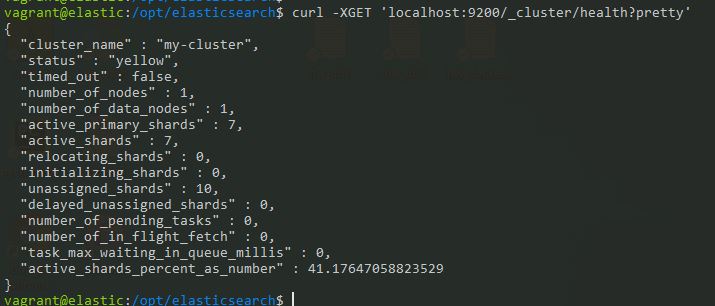 vagrant@elastic:/opt/elasticsearch$ curl -XGET 'localhost:9200/_cluster/health?pretty'
{
  "cluster_name" : "my-cluster",
  "status" : "yellow",
  "timed_out" : false,
  "number_of_nodes" : 1,
  "number_of_data_nodes" : 1,
  "active_primary_shards" : 7,
  "active_shards" : 7,
  "relocating_shards" : 0,
  "initializing_shards" : 0,
  "unassigned_shards" : 10,
  "delayed_unassigned_shards" : 0,
  "number_of_pending_tasks" : 0,
  "number_of_in_flight_fetch" : 0,
  "task_max_waiting_in_queue_millis" : 0,
  "active_shards_percent_as_number" : 41.17647058823529
}
vagrant@elastic:/opt/elasticsearch$